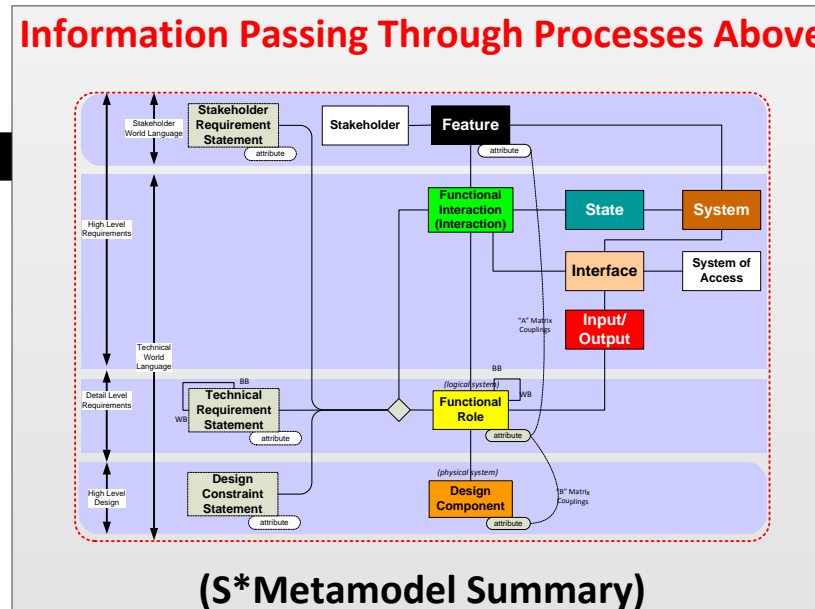 Information Passing Through Processes Above
Stakeholder
World Language
Stakeholder
Requirement
Statement
attribute
Stakeholder
Feature
attribute
High Level
Requirements
Functional
Interaction
(Interaction)
State
System
Interface
System of
Access
"A" Matrix
Couplings
Input/
Output
Technical
World
Language
Detail Level
Requirements
BB
WB
Technical
Requirement
Statement
attribute
(logical system)
BB
WB
Functional
Role
attribute
High Level
Design
Design
Constraint
Statement
attribute
(physical system)
Design
Component
attribute
"B" Matrix
Couplings
(S*Metamodel Summary)